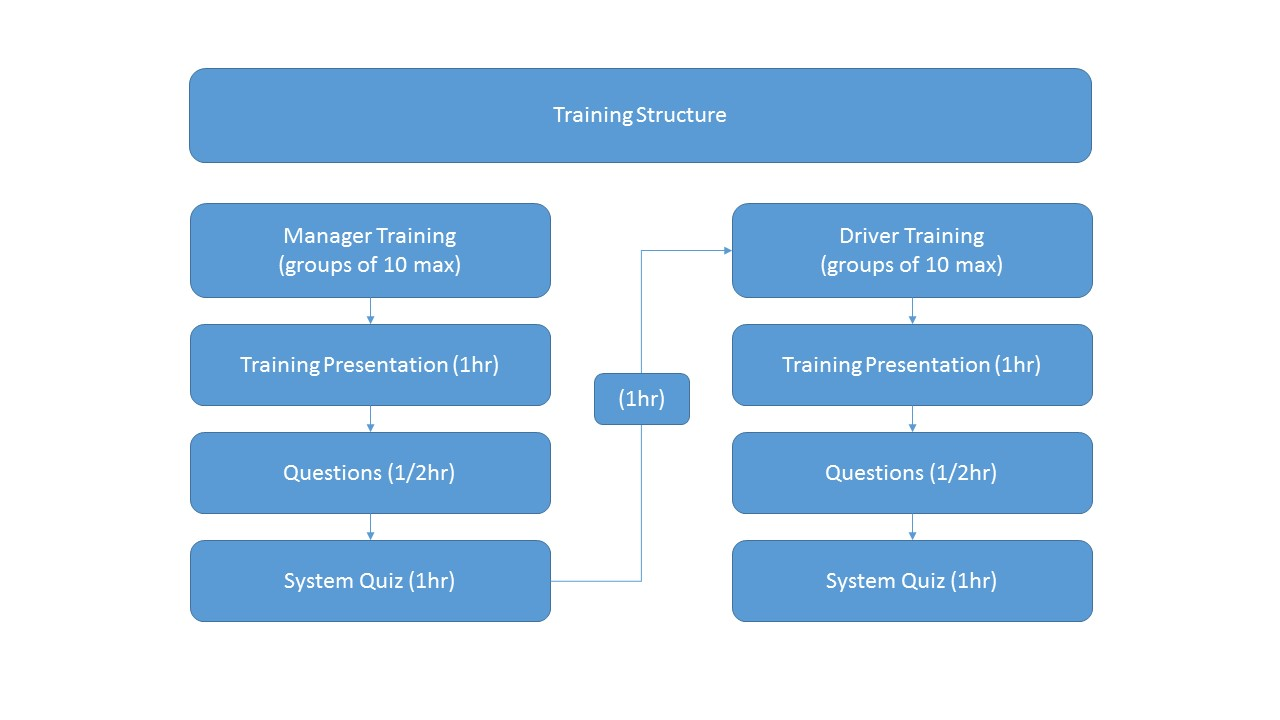 Training Structure
Manager Training
(groups of 10 max)
Training Presentation (1hr)
Questions (1/2hr)
System Quiz (1hr)
(1hr)
Driver Training
(groups of 10 max)
Training Presentation (1hr)
Questions (1/2hr)
System Quiz (1hr)